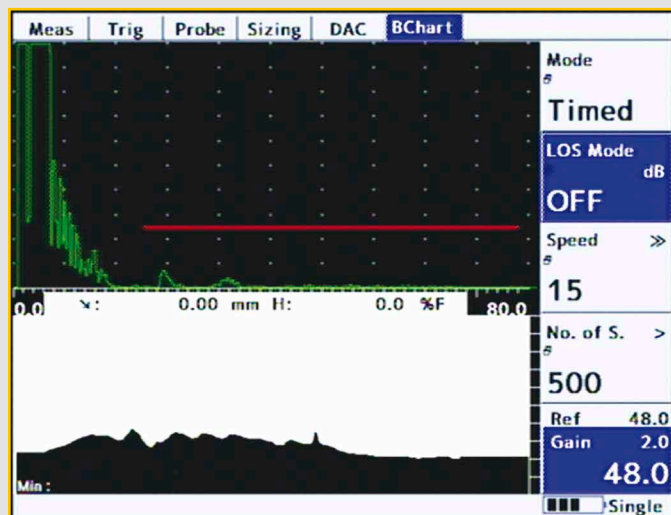 Meas Trig Probe Sizing DAC BChart
Mode
Timed
LOS Mode
dB
OFF
Speed >>
15
No. of S. >
500
Ref 48.0
Gain 2.0
48.0
Single
0.0 ↘: 0.00 mm H: 0.0 %F 80.0
Min :